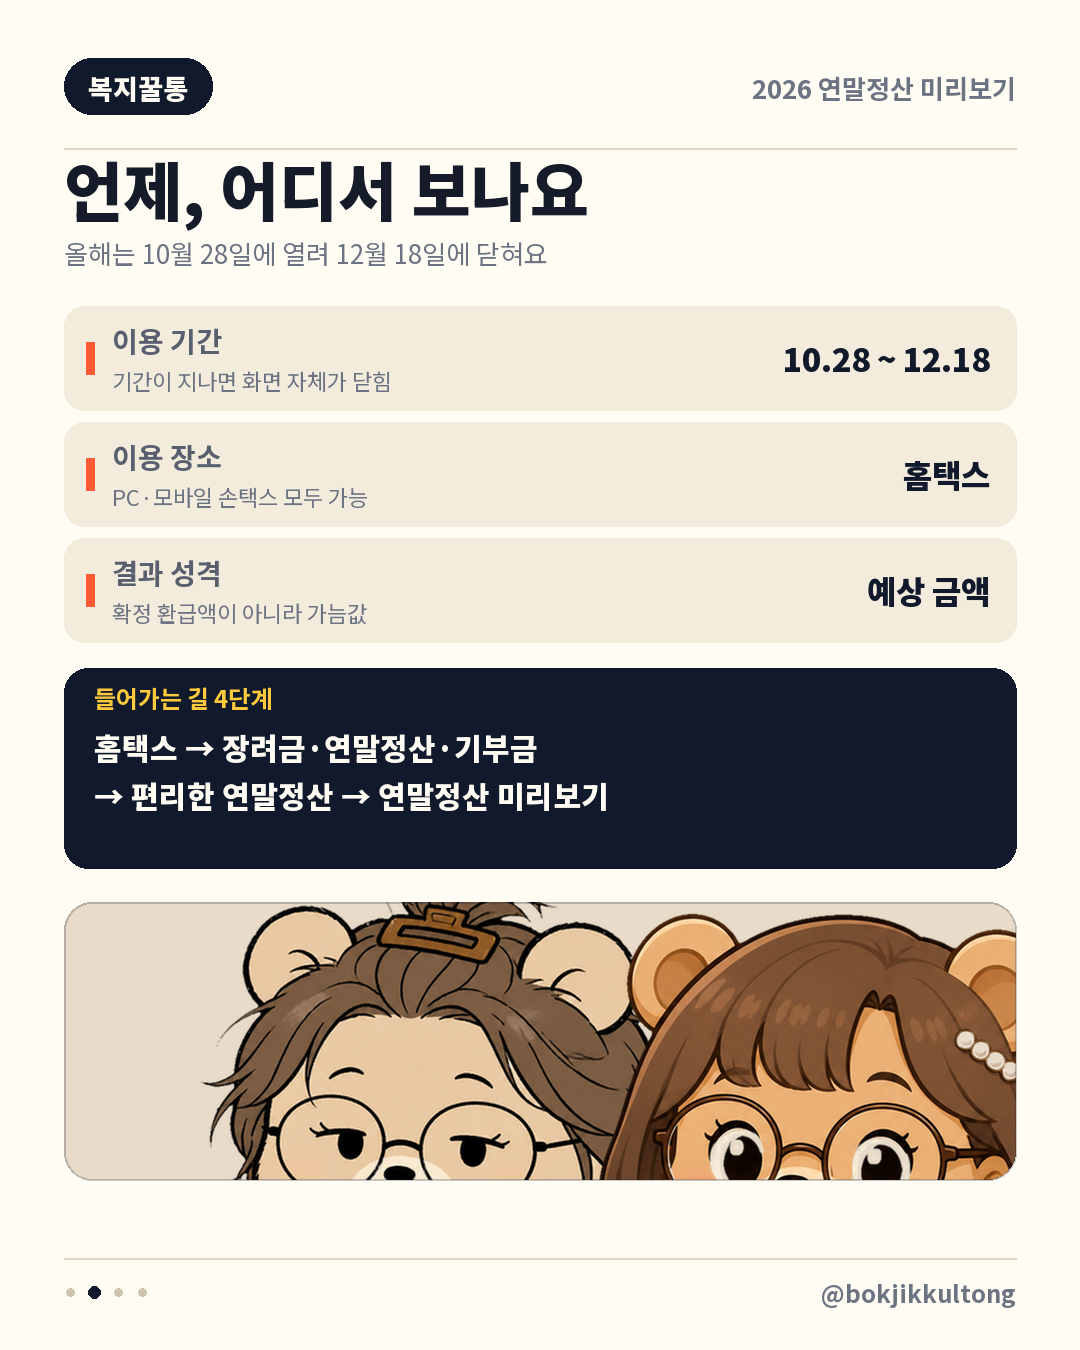 복지꿀통
2026 연말정산 미리보기
언제, 어디서 보나요
올해는 10월 28일에 열려 12월 18일에 닫혀요
이용 기간
기간이 지나면 화면 자체가 닫힘
10.28 ~ 12.18
이용 장소
PC·모바일 손택스 모두 가능
홈택스
결과 성격
확정 환급액이 아니라 가늠값
예상 금액
들어가는 길 4단계
홈택스 → 장려금·연말정산·기부금
→ 편리한 연말정산 → 연말정산 미리보기
@bokjikkultong